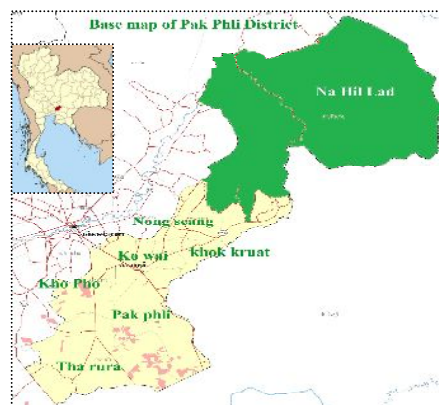 Base map of Pak Phli District
Na Hil Lad
Nong seang
Ko wai
khok kruat
Kho Pho
Pak phli
Tha rura